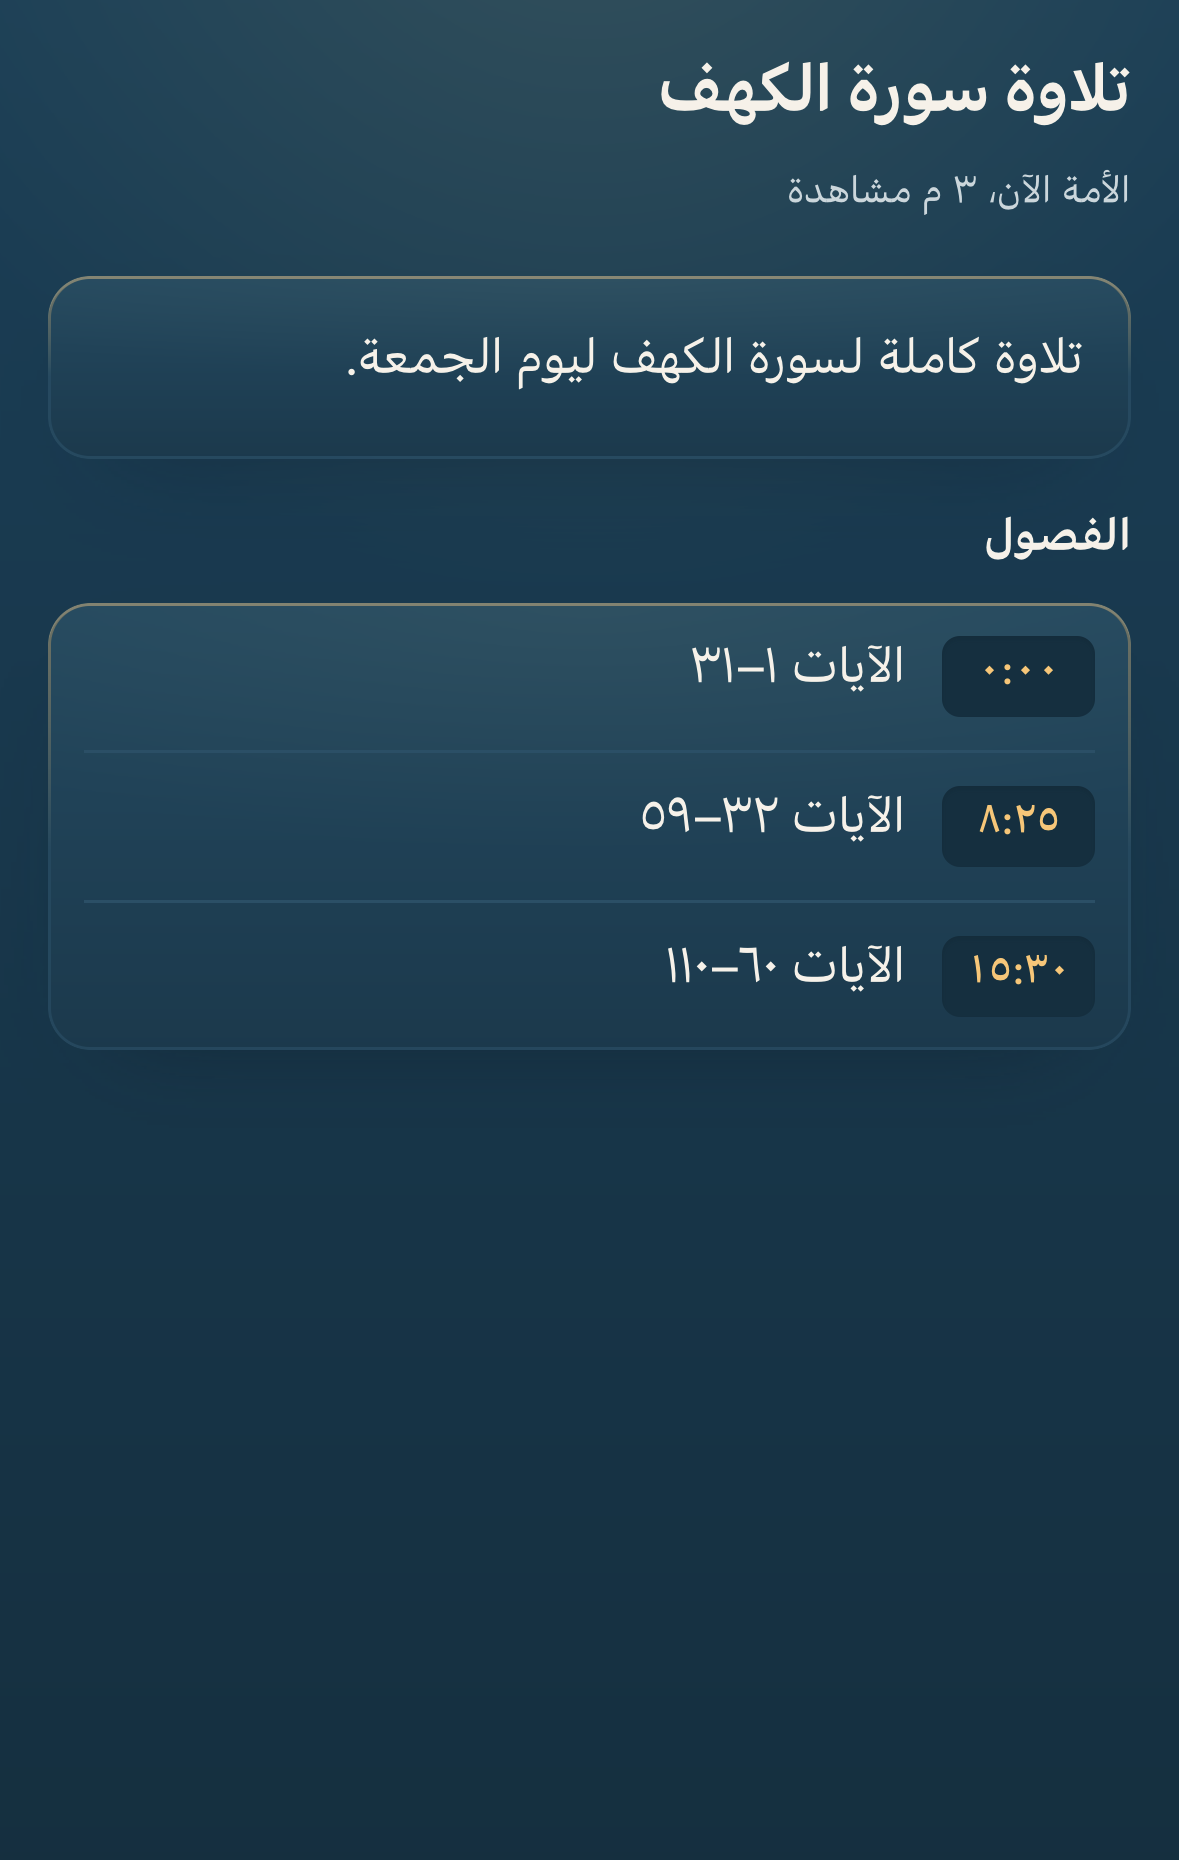 تلاوة سورة الكهف
الأمة الآن، ٣ م مشاهدة
تلاوة كاملة لسورة الكهف ليوم الجمعة.
الفصول
٠:٠٠ الآيات ١–٣١
٨:٢٥ الآيات ٣٢–٥٩
١٥:٣٠ الآيات ٦٠–١١٠